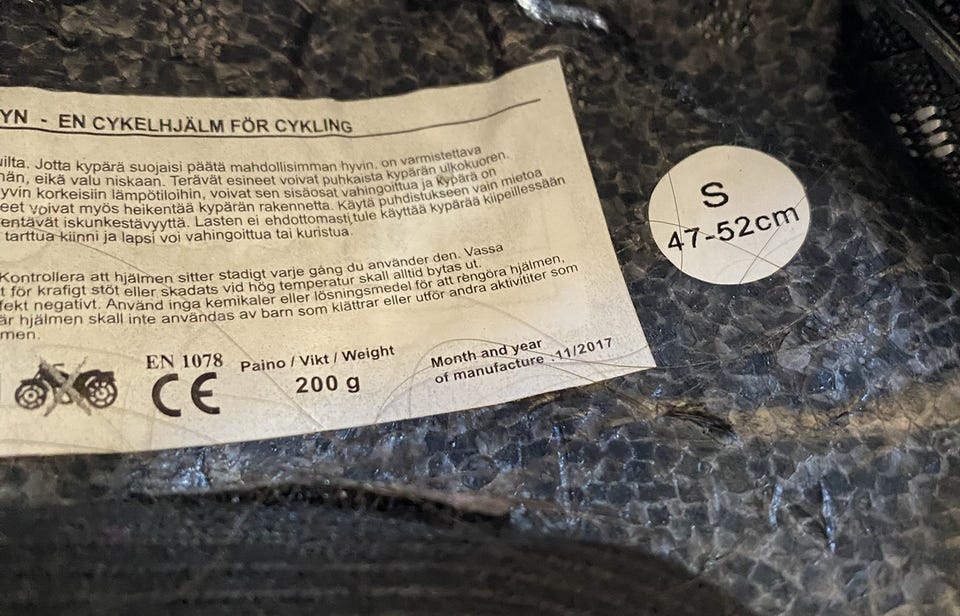 YN - EN CYKELHJÄLM FÖR CYKLING
uilta. Jotta kypärä suojaisi päätä mahdollisimman hyvin, on varmistettava
nän, eikä valu niskaan. Terävät esineet voivat puhkaista kypärän ulkokuoren.
yvin korkeisiin lämpötiloihin, voivat sen sisäosat vahingoittua ja kypärä on
eet voivat myös heikentää kypärän rakennetta. Käytä puhdistukseen vain mietoa
entävät iskunkestävyyttä. Lasten ei ehdottomasti tule käyttää kypärää kiipeillessään
tarttua kiinni ja lapsi voi vahingoittua tai kuristua.
Kontrollera att hjälmen sitter stadigt varje gång du använder den. Vassa
t för krafigt stöt eller skadats vid hög temperatur skall alltid bytas ut.
fekt negativt. Använd inga kemikaler eller lösningsmedel för att rengöra hjälmen,
är hjälmen skall inte användas av barn som klättrar eller utför andra aktivititer som
men.
EN 1078
CE
Paino / Vikt / Weight
200 g
Month and year
of manufacture :11/2017
S
47-52cm